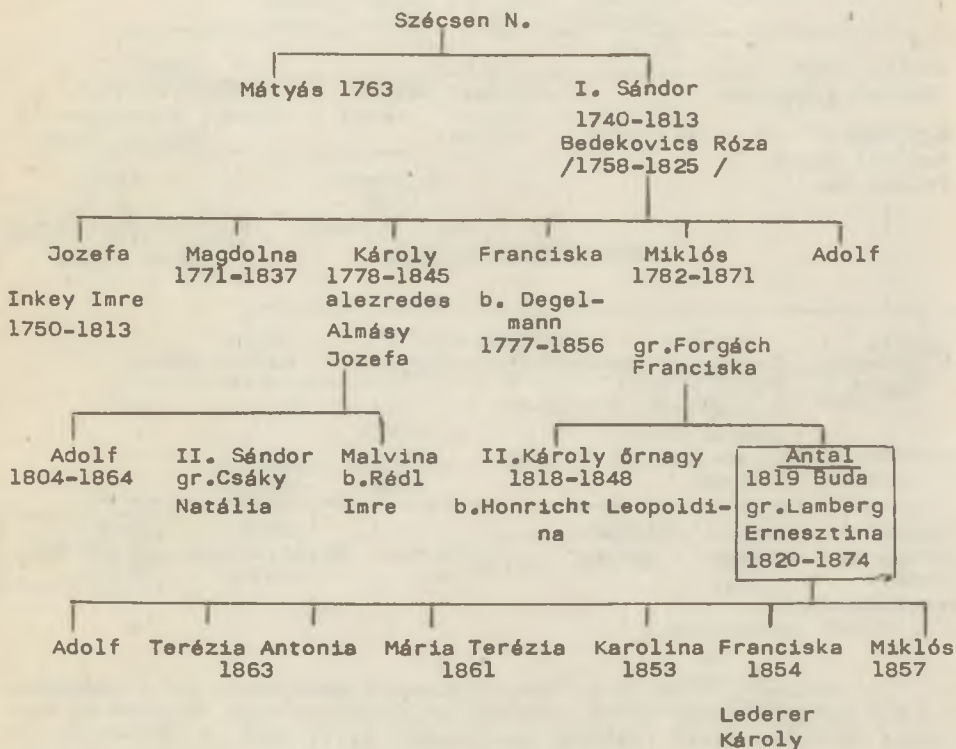 Szécsen N.
Mátyás 1763 I. Sándor
1740-1813
Bedekovics Róza
/1758-1825 /
Jozefa Magdolna Károly Franciska Miklós Adolf
1771-1837 1778-1845 1782-1871
Inkey Imre alezredes b. Degel-
1750-1813 Almásy mann
Jozefa 1777-1856 gr.Forgách
Franciska
Adolf II. Sándor Malvina II.Károly őrnagy Antal
1804-1864 gr.Csáky b.Rédl 1818-1848 1819 Buda
Natália Imre b.Honricht Leopoldi- gr.Lamberg
na Ernesztina
1820-1874
Adolf Terézia Antonia Mária Terézia Karolina Franciska Miklós
1863 1861 1853 1854 1857
Lederer
Károly